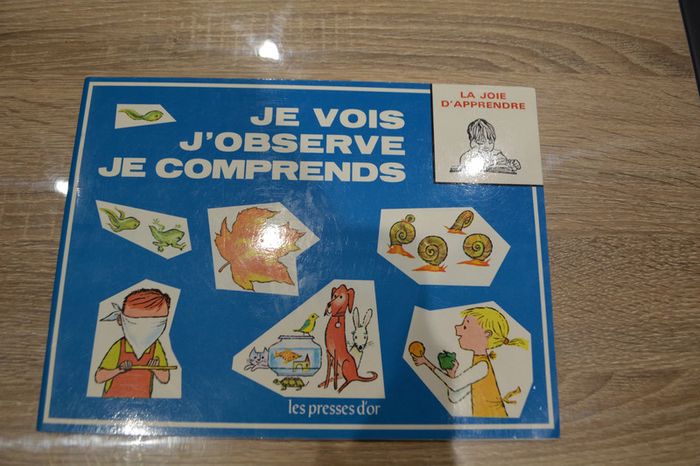 JE VOIS
J'OBSERVE
JE COMPRENDS
LA JOIE
D'APPRENDRE
les presses d'or